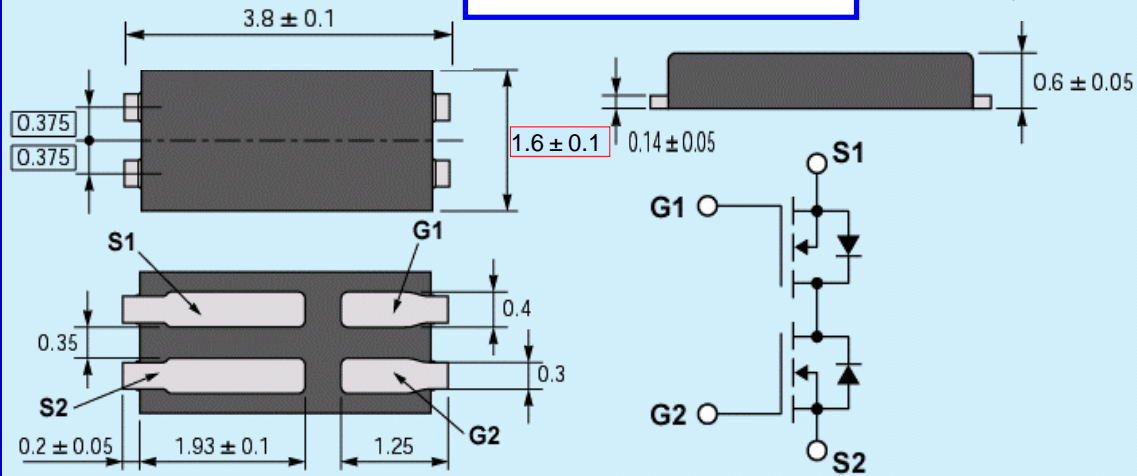 3.8 ± 0.1
0.375
0.375
1.6 ± 0.1
0.6 ± 0.05
0.14 ± 0.05
S1
G1
G2
S2
S1
G1
0.4
0.35
0.3
S2
G2
0.2 ± 0.05
1.93 ± 0.1
1.25